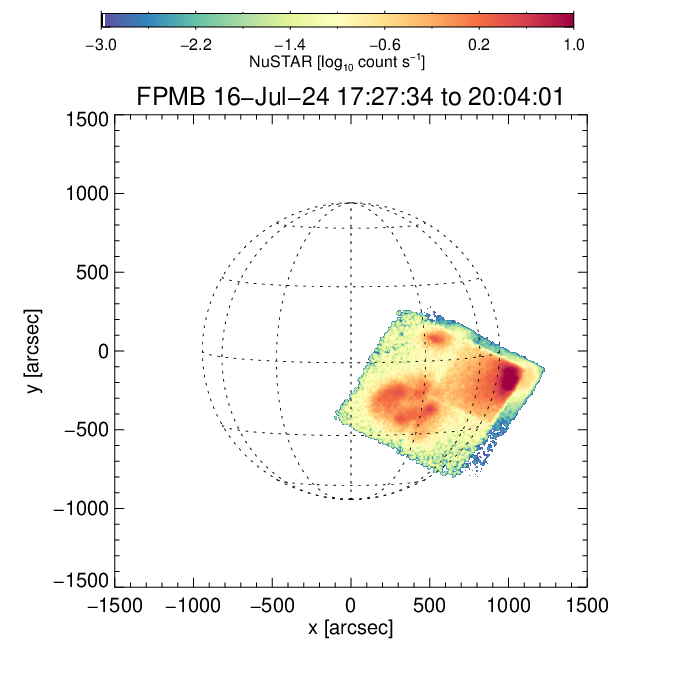 −3.0 −2.2 −1.4 −0.6 0.2 1.0
NuSTAR [log₁₀ count s⁻¹]
FPMB 16−Jul−24 17:27:34 to 20:04:01
1500
1000
500
0
−500
−1000
−1500
y [arcsec]
−1500 −1000 −500 0 500 1000 1500
x [arcsec]